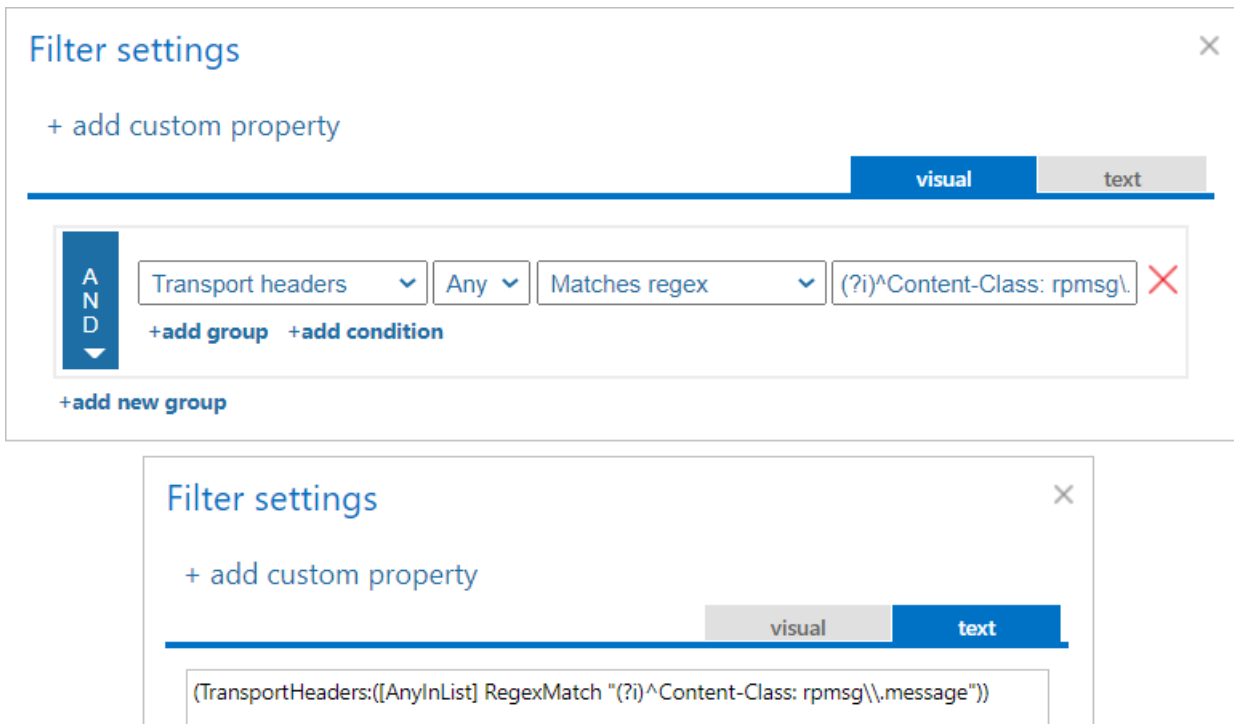 Filter settings
+ add custom property
visual text
AND
Transport headers Any Matches regex (?i)^Content-Class: rpmsg\.
+add group +add condition
+add new group
Filter settings
+ add custom property
visual text
(TransportHeaders:([AnyInList] RegexMatch "(?i)^Content-Class: rpmsg\\.message"))